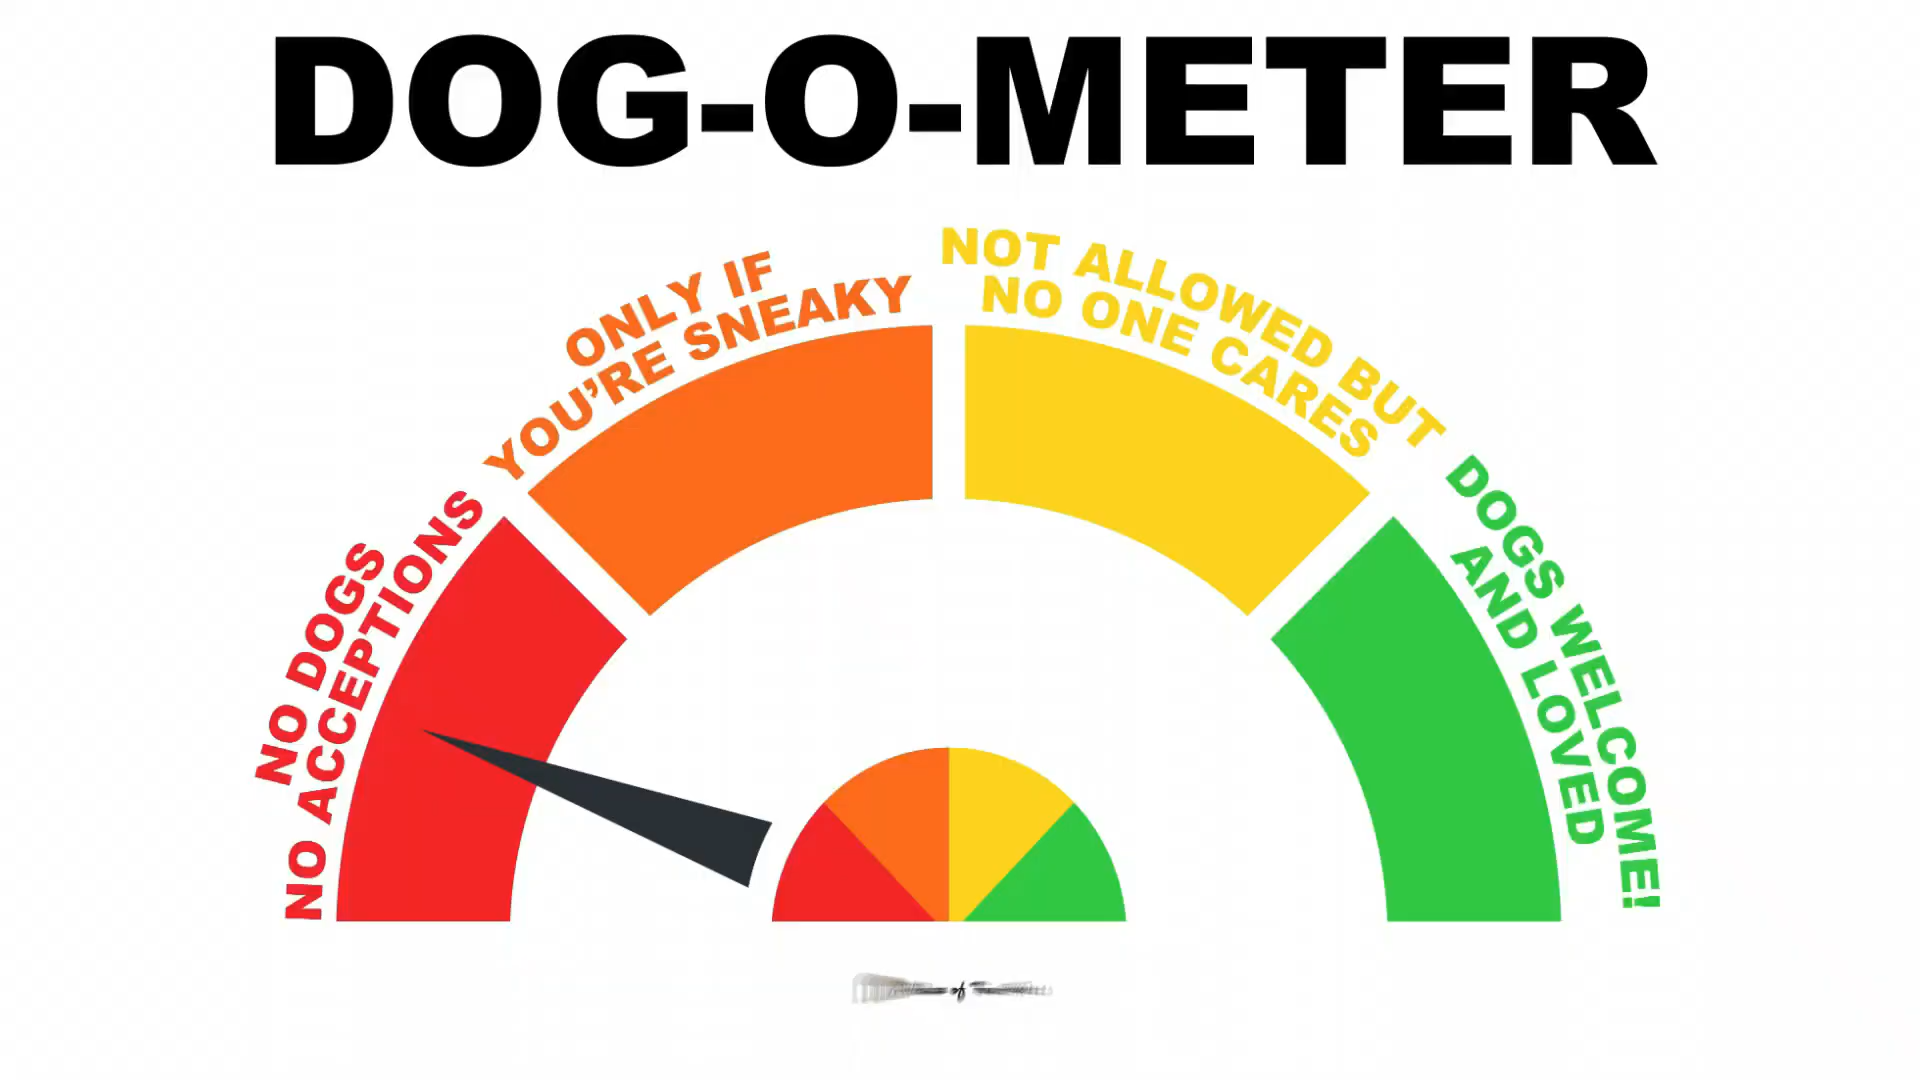 DOG-O-METER
NO DOGS
NO ACCEPTIONS
ONLY IF
YOU'RE SNEAKY
NOT ALLOWED BUT
NO ONE CARES
DOGS WELCOME!
AND LOVED
of